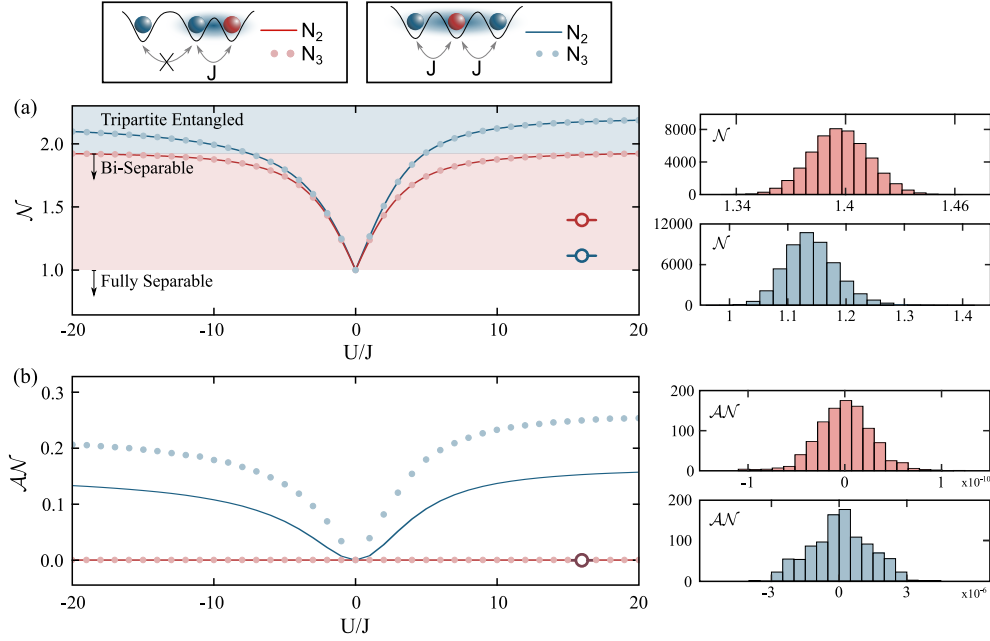 N₂
N₃
J
N₂
N₃
J J
(a)
Tripartite Entangled
Bi-Separable
Fully Separable
2.0
1.5
1.0
𝒩
-20 -10 0 10 20
U/J
𝒩
8000
4000
0
1.34 1.4 1.46
𝒩
12000
6000
0
1 1.1 1.2 1.3 1.4
(b)
0.3
0.2
0.1
0.0
𝒜𝒩
-20 -10 0 10 20
U/J
𝒜𝒩
200
100
0
-1 0 1 x10⁻¹⁰
𝒜𝒩
200
100
0
-3 0 3 x10⁻⁶